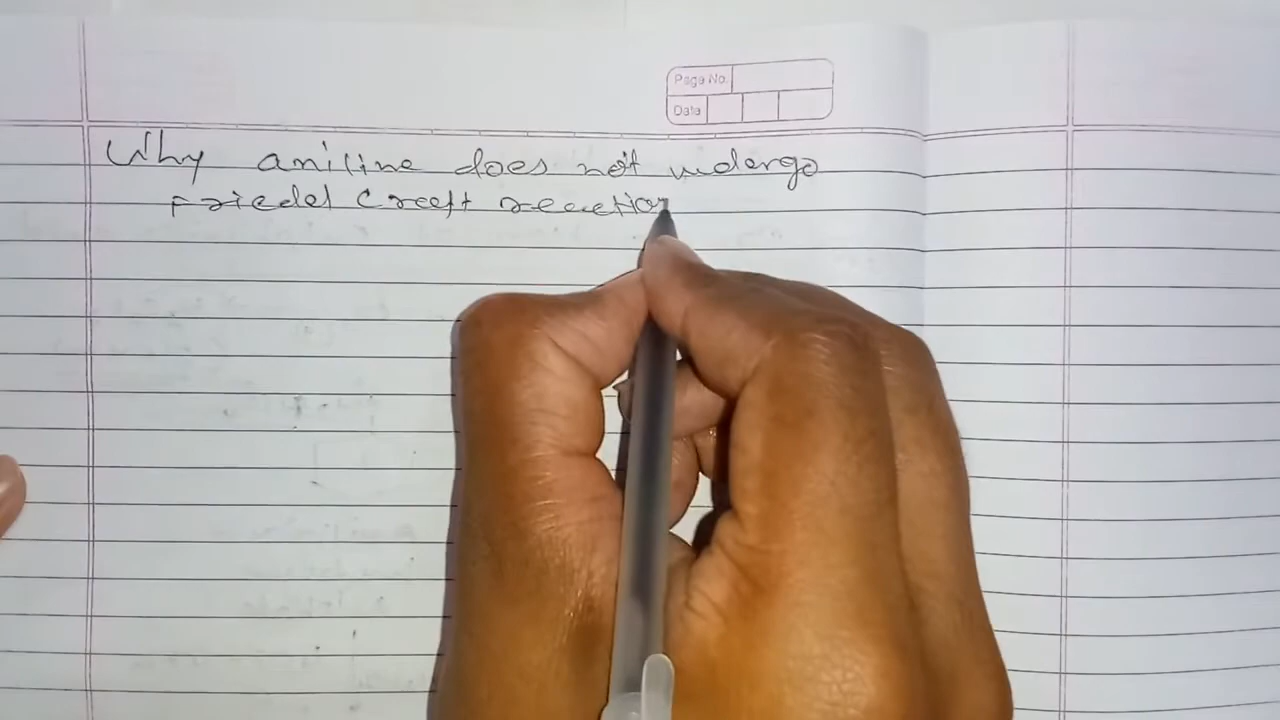 Page No.
Date
Why aniline does not undergo
Friedel Craft reaction